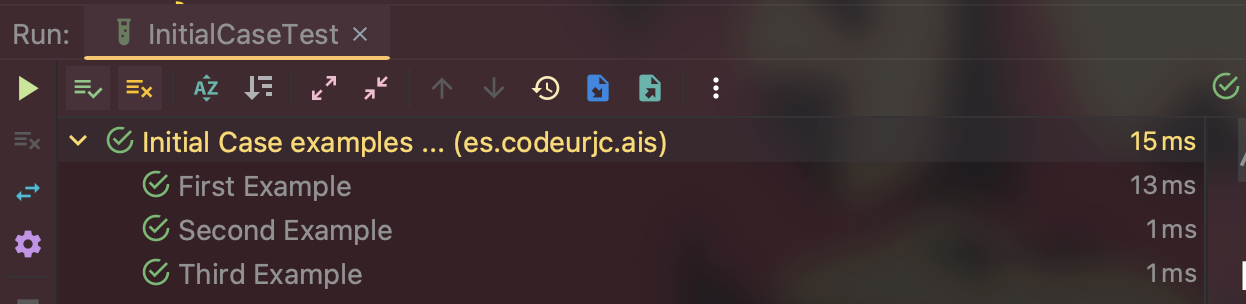 Run: InitialCaseTest ×
AZ
Initial Case examples ... (es.codeurjc.ais) 15 ms
First Example 13 ms
Second Example 1 ms
Third Example 1 ms